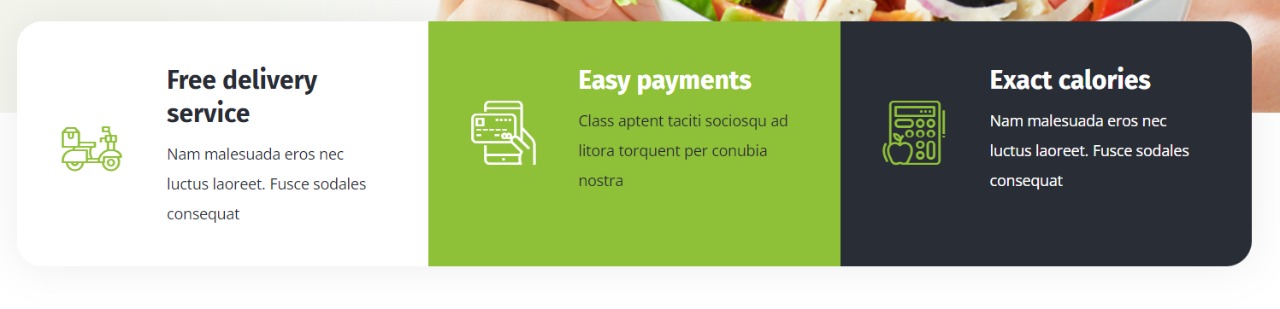 Free delivery
service
Nam malesuada eros nec
luctus laoreet. Fusce sodales
consequat
Easy payments
Class aptent taciti sociosqu ad
litora torquent per conubia
nostra
Exact calories
Nam malesuada eros nec
luctus laoreet. Fusce sodales
consequat